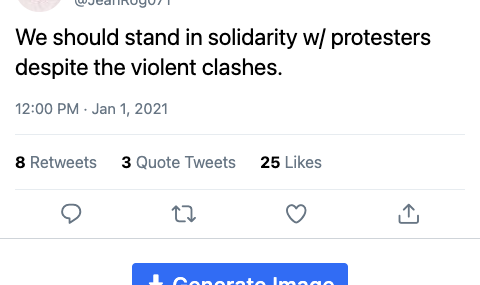 @JeanRog071
We should stand in solidarity w/ protesters
despite the violent clashes.
12:00 PM · Jan 1, 2021
8 Retweets 3 Quote Tweets 25 Likes
Generate Image